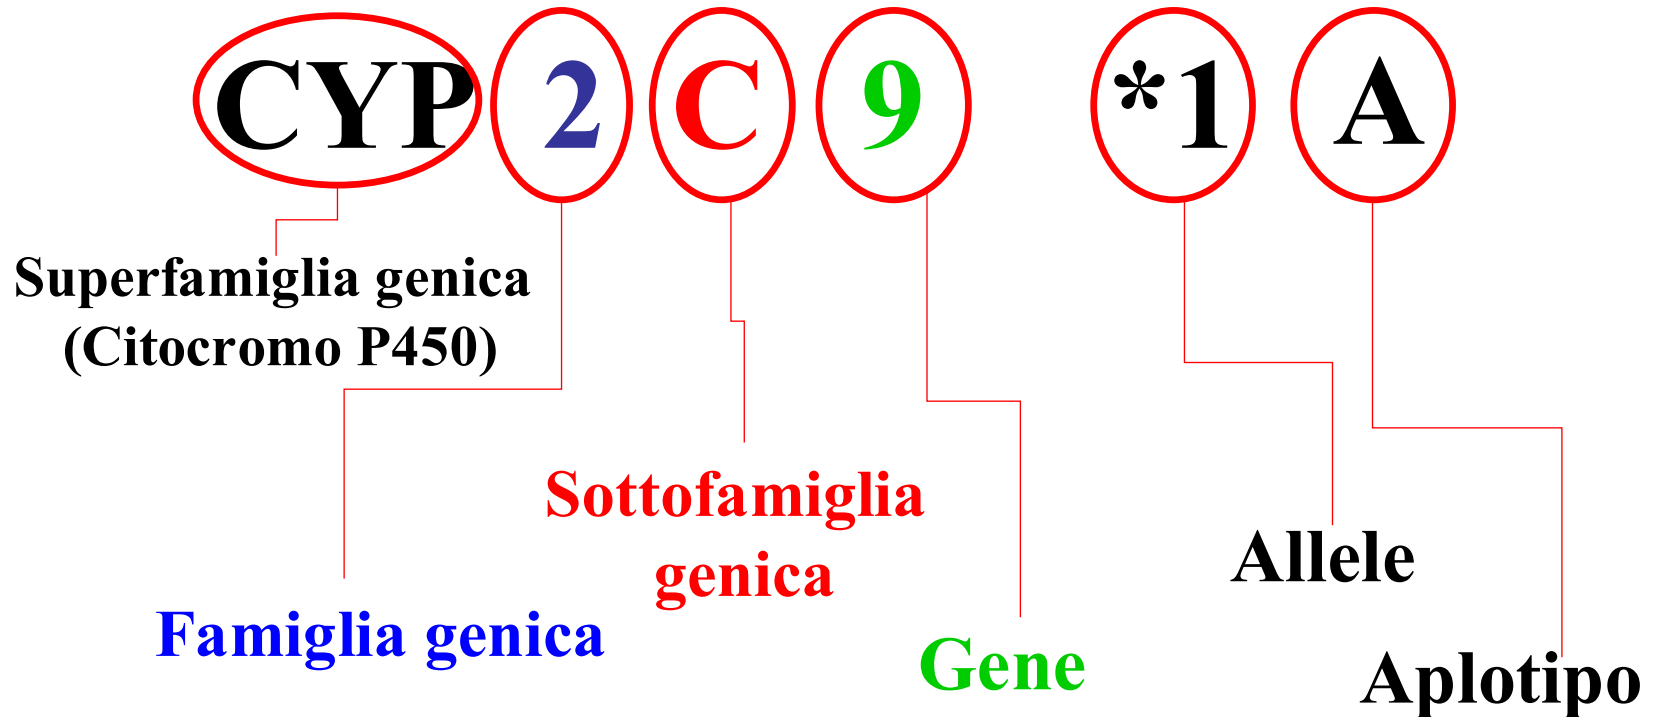 CYP 2 C 9 *1 A
Superfamiglia genica
(Citocromo P450)
Sottofamiglia
genica
Allele
Famiglia genica
Gene
Aplotipo